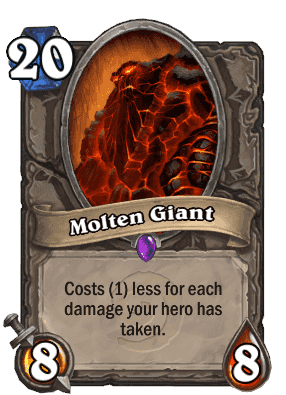 20
Molten Giant
Costs (1) less for each
damage your hero has
taken.
8
8